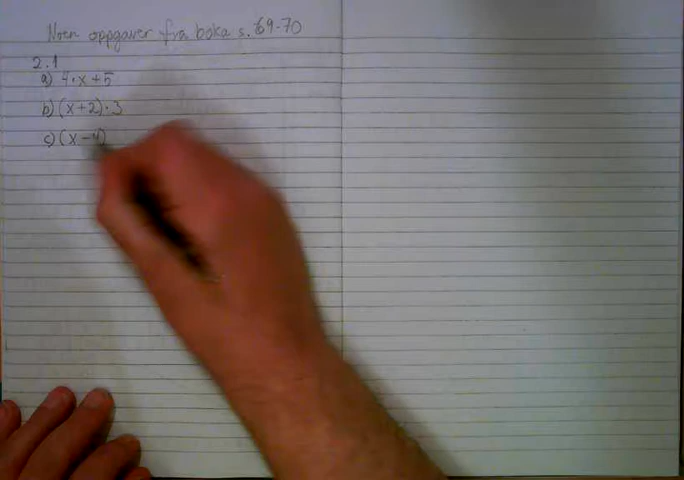 Noen oppgaver fra boka s. 69-70
2.1
a) 4·x+5
b) (x+2)·3
c) (x-4)